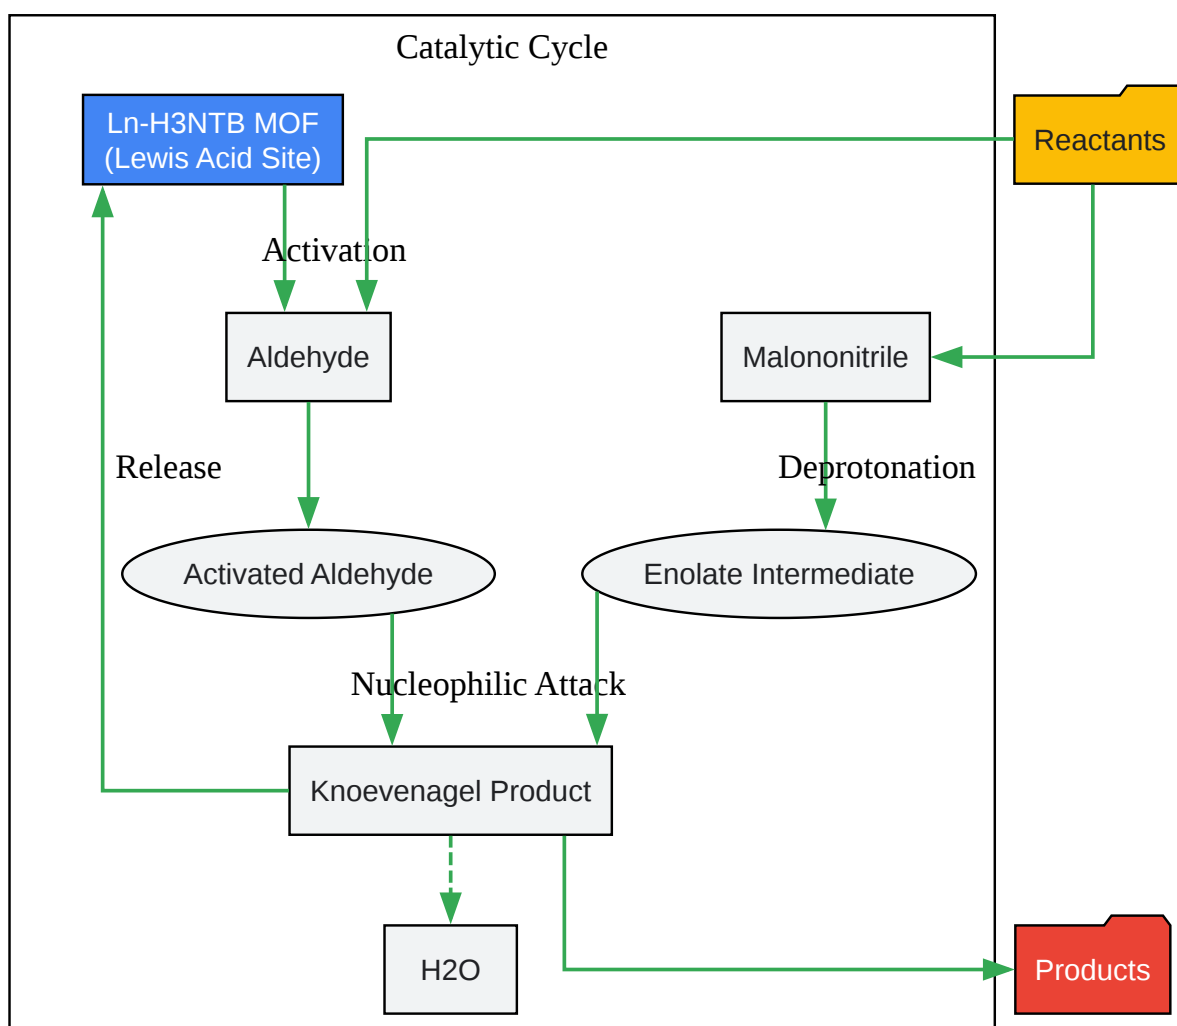 Catalytic Cycle
Ln-H3NTB MOF
(Lewis Acid Site)
Reactants
Activation
Aldehyde
Malononitrile
Release
Deprotonation
Activated Aldehyde
Enolate Intermediate
Nucleophilic Attack
Knoevenagel Product
H2O
Products